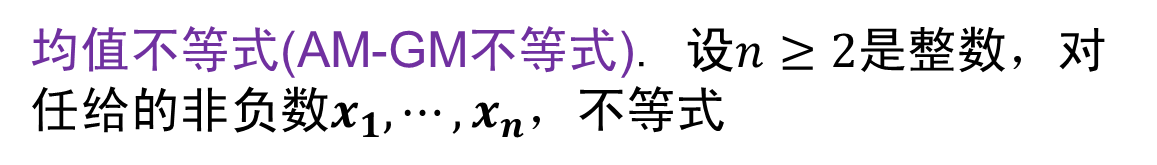 均值不等式(AM-GM不等式). 设n ≥ 2是整数，对
任给的非负数x₁, ⋯ , xₙ，不等式